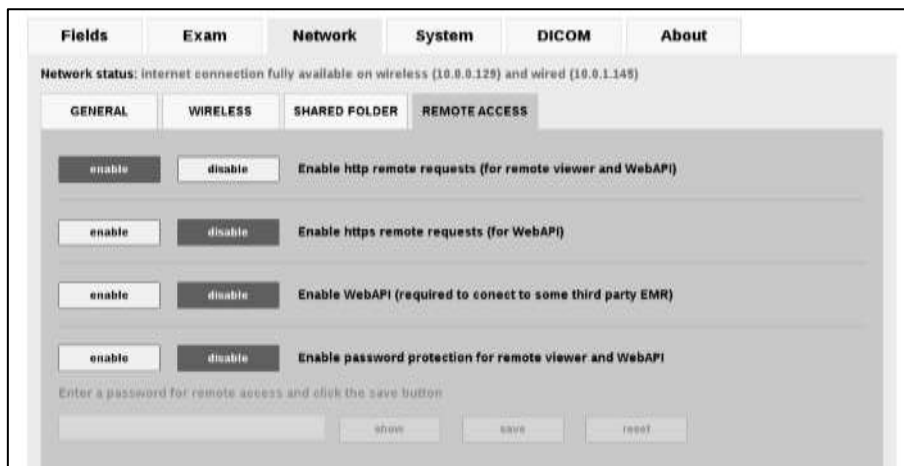 Fields Exam Network System DICOM About
Network status: internet connection fully available on wireless (10.0.0.129) and wired (10.0.1.145)
GENERAL WIRELESS SHARED FOLDER REMOTE ACCESS
enable disable Enable http remote requests (for remote viewer and WebAPI)
enable disable Enable https remote requests (for WebAPI)
enable disable Enable WebAPI (required to conect to some third party EMR)
enable disable Enable password protection for remote viewer and WebAPI
Enter a password for remote access and click the save button
show save reset